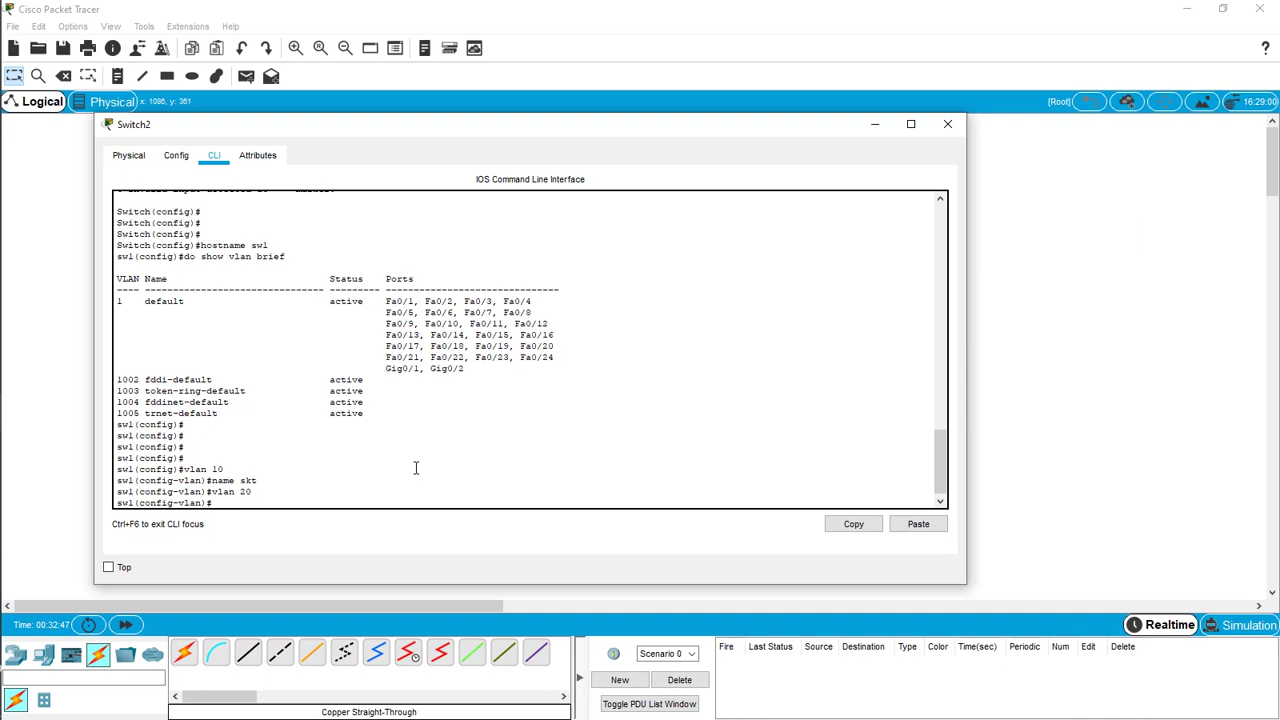 Cisco Packet Tracer
File Edit Options View Tools Extensions Help
Logical Physical x: 1086, y: 361 [Root] 16:29:00
Switch2
Physical Config CLI Attributes
IOS Command Line Interface
Switch(config)#
Switch(config)#
Switch(config)#
Switch(config)#hostname sw1
sw1(config)#do show vlan brief
VLAN Name Status Ports
---- -------------------------------- --------- -------------------------------
1 default active Fa0/1, Fa0/2, Fa0/3, Fa0/4
Fa0/5, Fa0/6, Fa0/7, Fa0/8
Fa0/9, Fa0/10, Fa0/11, Fa0/12
Fa0/13, Fa0/14, Fa0/15, Fa0/16
Fa0/17, Fa0/18, Fa0/19, Fa0/20
Fa0/21, Fa0/22, Fa0/23, Fa0/24
Gig0/1, Gig0/2
1002 fddi-default active
1003 token-ring-default active
1004 fddinet-default active
1005 trnet-default active
sw1(config)#
sw1(config)#
sw1(config)#
sw1(config)#
sw1(config)#vlan 10
sw1(config-vlan)#name skt
sw1(config-vlan)#vlan 20
sw1(config-vlan)#
Ctrl+F6 to exit CLI focus
Copy Paste
Top
Time: 00:32:47 Realtime Simulation
Scenario 0
Fire Last Status Source Destination Type Color Time(sec) Periodic Num Edit Delete
New Delete
Toggle PDU List Window
Copper Straight-Through